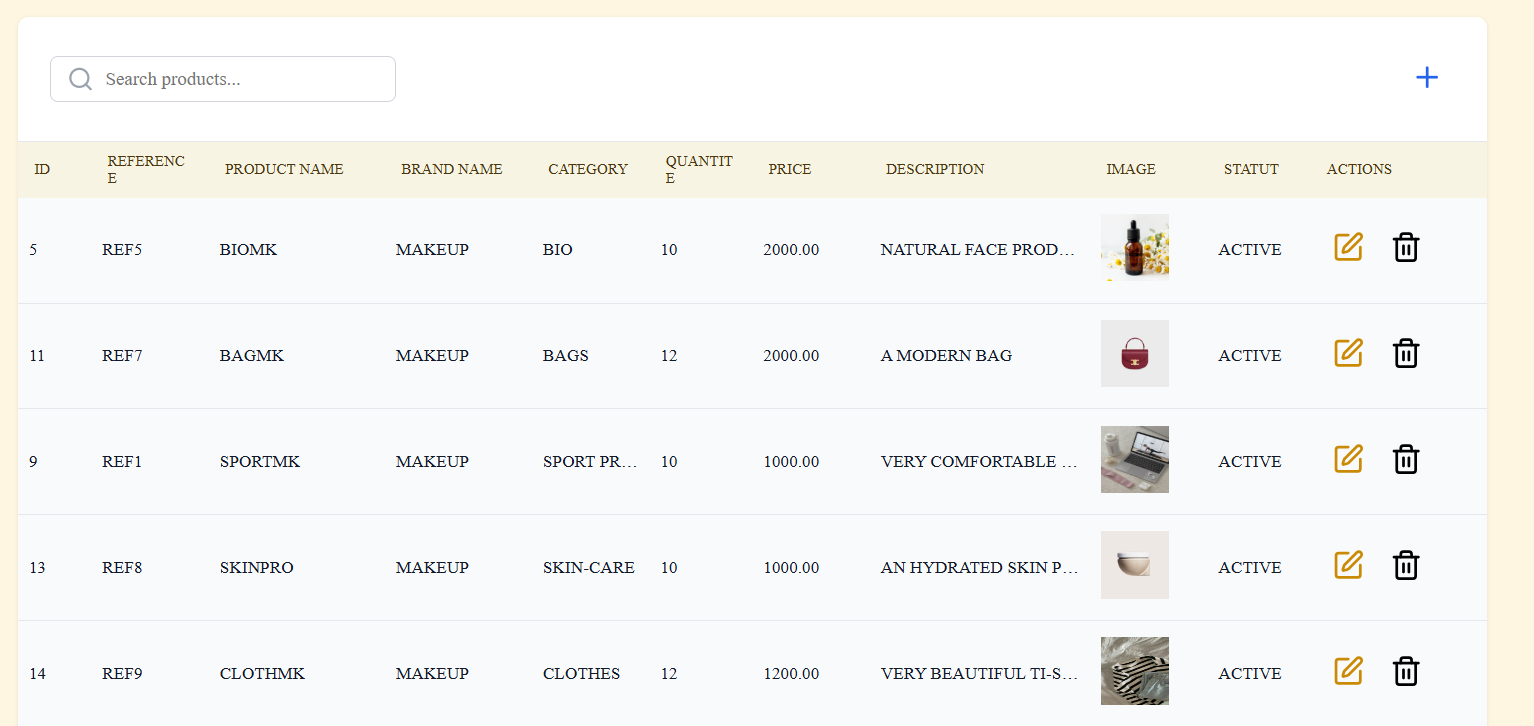 Search products...
ID REFERENC PRODUCT NAME BRAND NAME CATEGORY QUANTIT PRICE DESCRIPTION IMAGE STATUT ACTIONS
E E
5 REF5 BIOMK MAKEUP BIO 10 2000.00 NATURAL FACE PROD... ACTIVE
11 REF7 BAGMK MAKEUP BAGS 12 2000.00 A MODERN BAG ACTIVE
9 REF1 SPORTMK MAKEUP SPORT PR... 10 1000.00 VERY COMFORTABLE ... ACTIVE
13 REF8 SKINPRO MAKEUP SKIN-CARE 10 1000.00 AN HYDRATED SKIN P... ACTIVE
14 REF9 CLOTHMK MAKEUP CLOTHES 12 1200.00 VERY BEAUTIFUL TI-S... ACTIVE